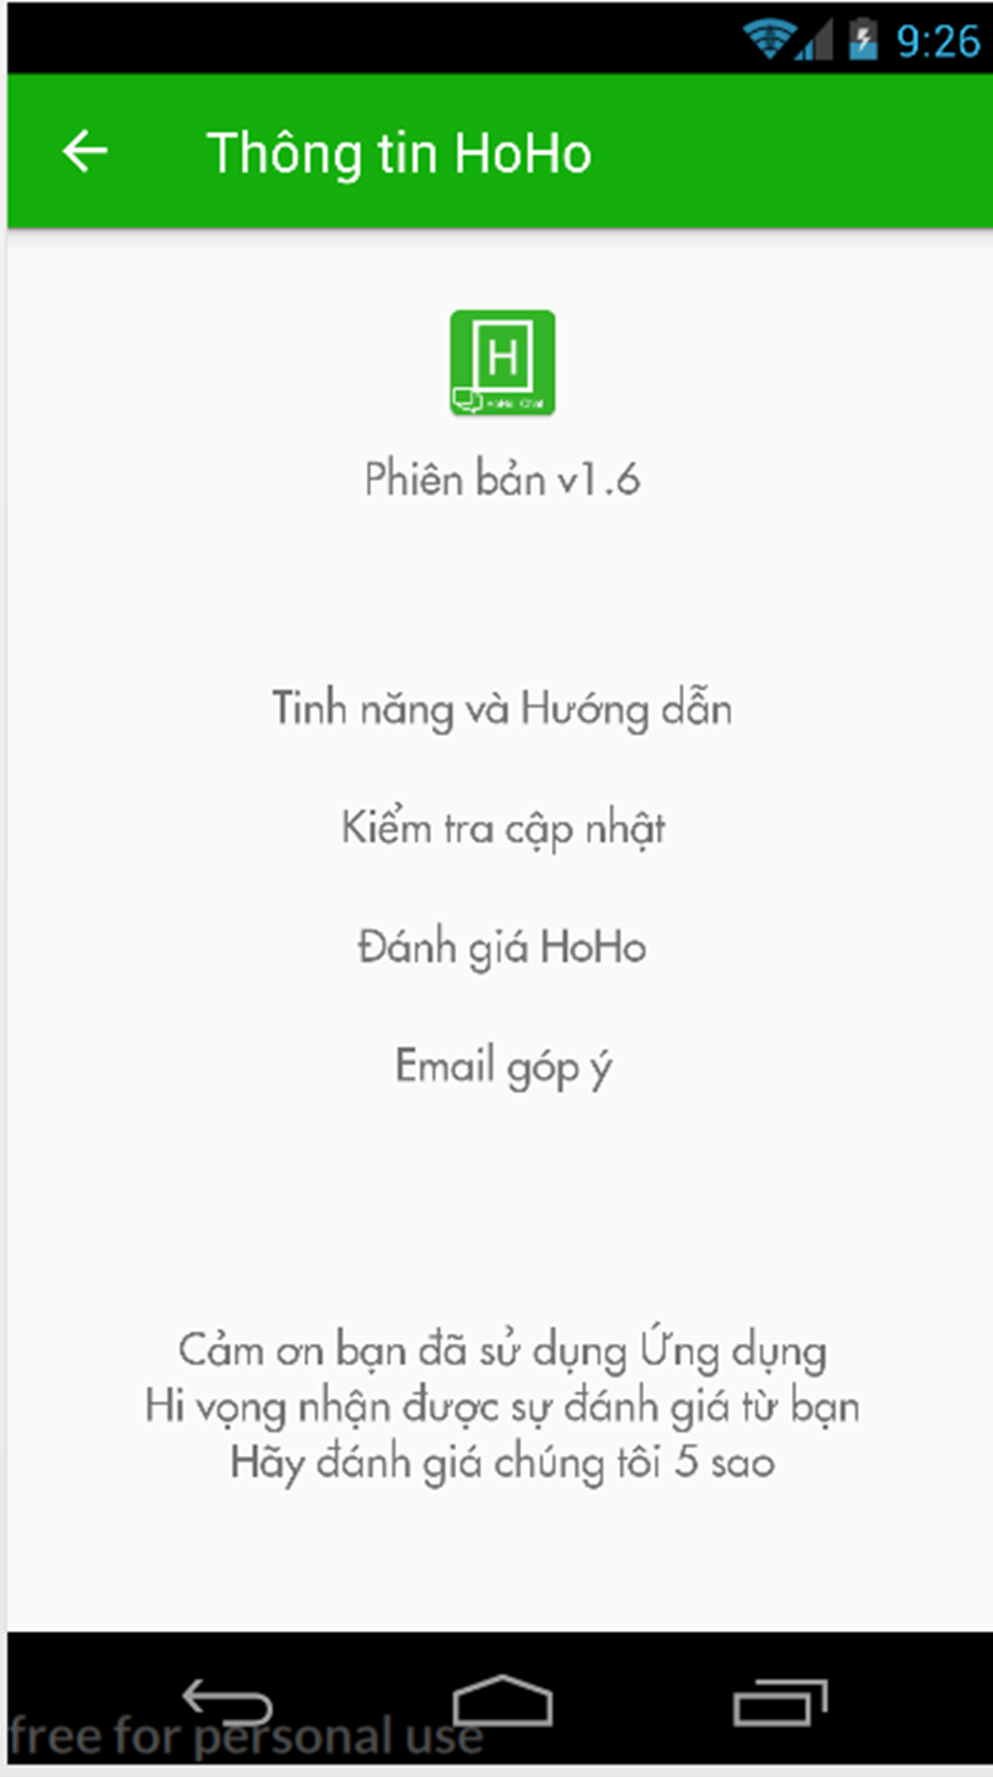 9:26
Thông tin HoHo
H
HoHo Chat
Phiên bản v1.6
Tinh năng và Hướng dẫn
Kiểm tra cập nhật
Đánh giá HoHo
Email góp ý
Cảm ơn bạn đã sử dụng Ứng dụng
Hi vọng nhận được sự đánh giá từ bạn
Hãy đánh giá chúng tôi 5 sao
free for personal use